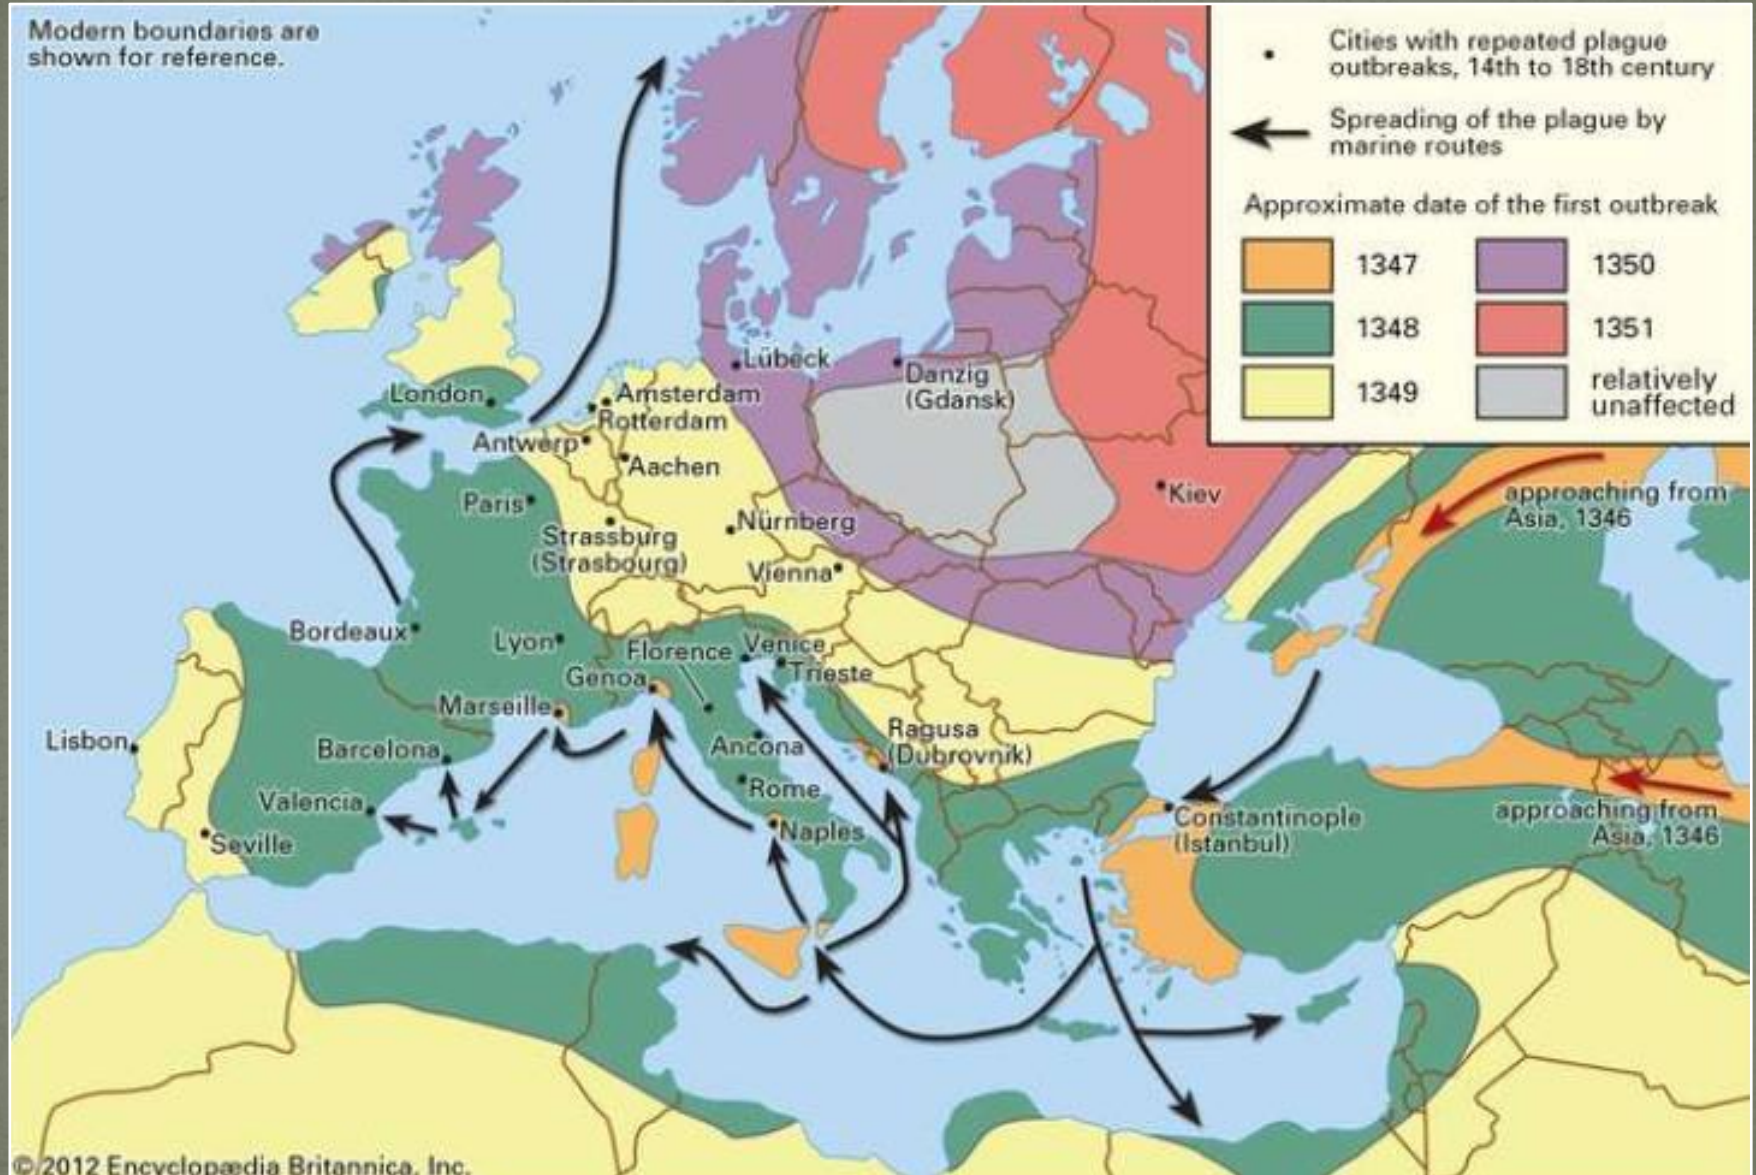 Modern boundaries are
shown for reference.
Cities with repeated plague
outbreaks, 14th to 18th century
Spreading of the plague by
marine routes
Approximate date of the first outbreak
1347
1350
1348
1351
1349
relatively
unaffected
Lübeck
Danzig
(Gdansk)
London
Amsterdam
Rotterdam
Antwerp
Aachen
Kiev
approaching from
Asia, 1346
Paris
Nürnberg
Strassburg
(Strasbourg)
Vienna
Bordeaux
Lyon
Florence
Venice
Trieste
Genoa
Marseille
Lisbon
Barcelona
Ancona
Ragusa
(Dubrovnik)
Rome
Valencia
Seville
Naples
Constantinople
(Istanbul)
approaching from
Asia, 1346
© 2012 Encyclopædia Britannica, Inc.